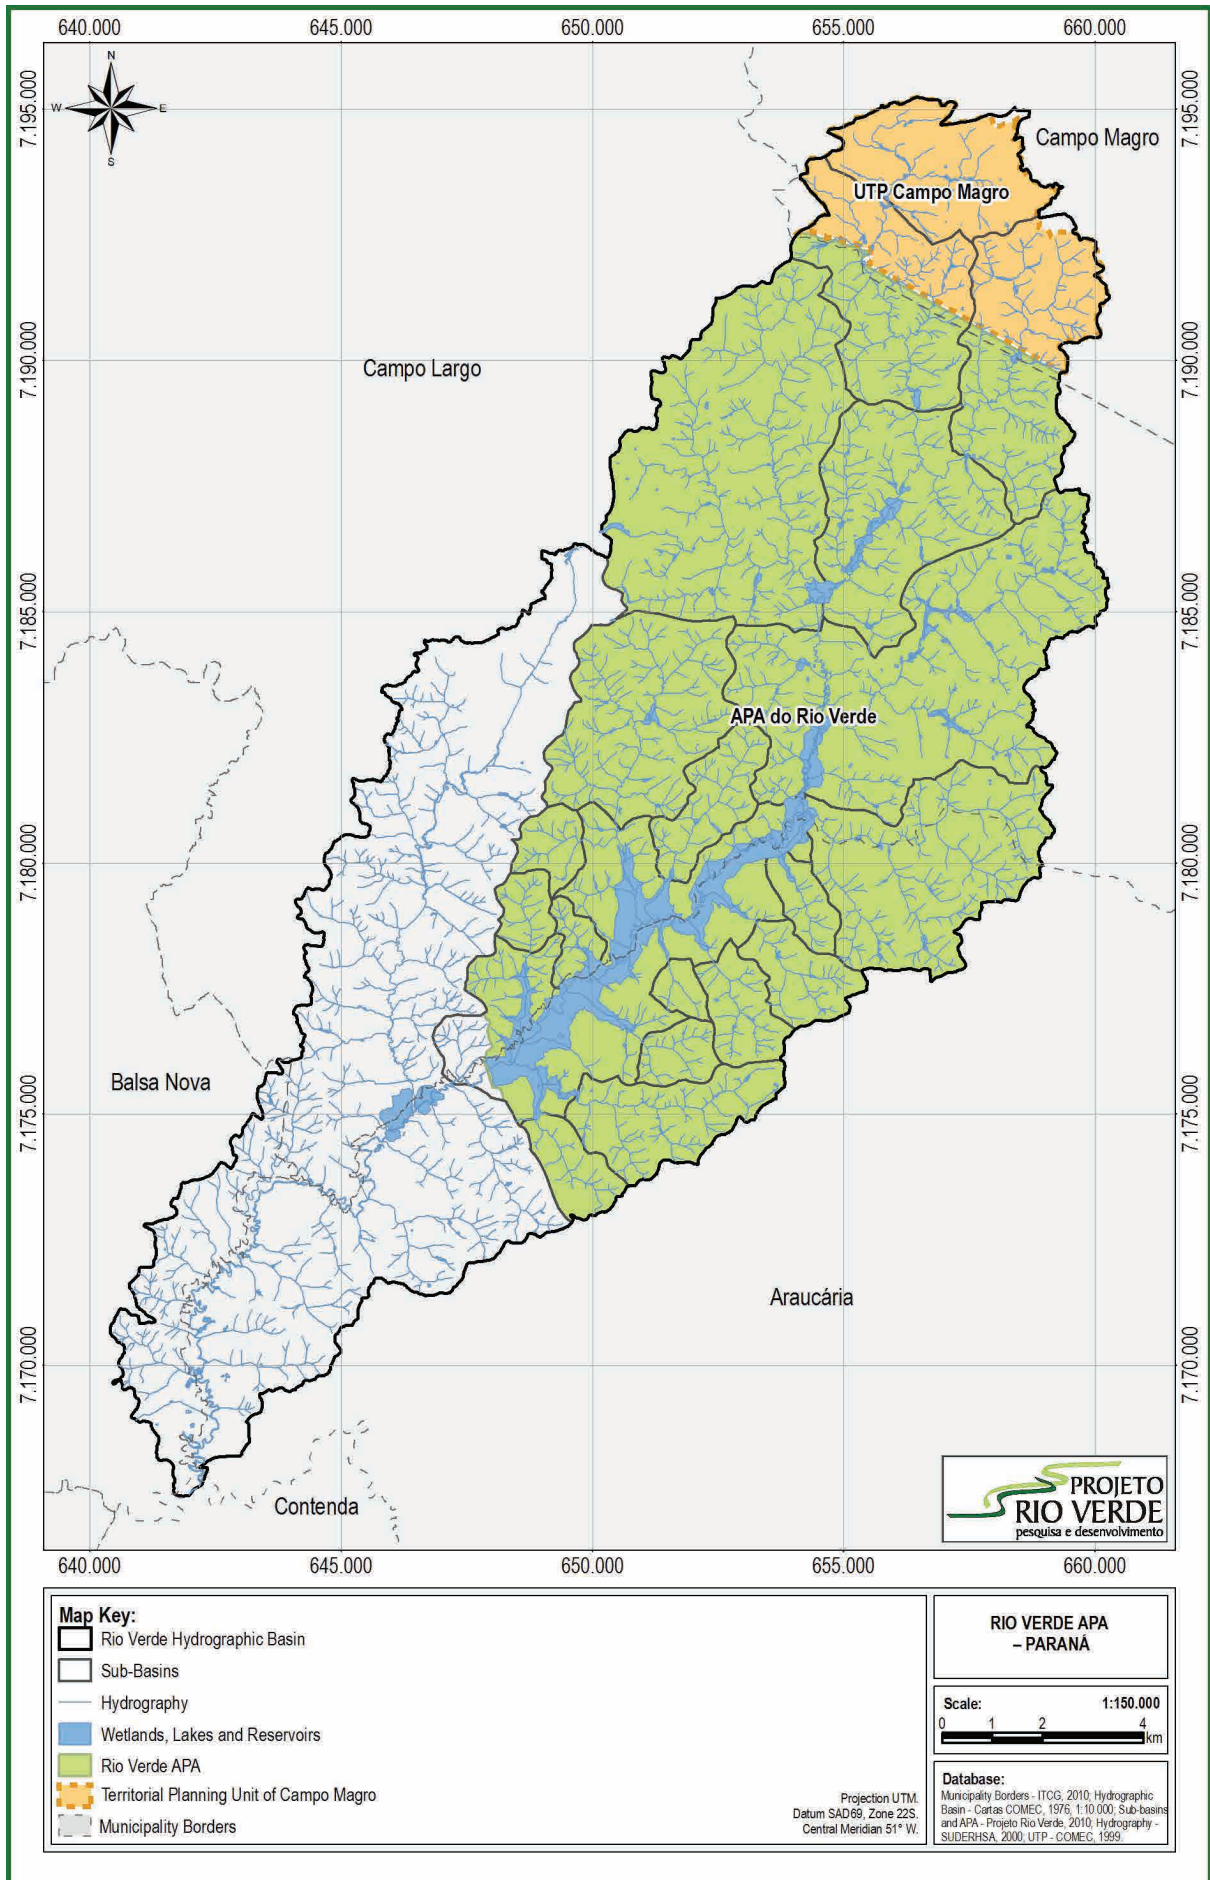 640.000 645.000 650.000 655.000 660.000
N
W E
S
7.195.000 7.195.000
Campo Magro
UTP Campo Magro
7.190.000 7.190.000
Campo Largo
7.185.000 7.185.000
APA do Rio Verde
7.180.000 7.180.000
Balsa Nova
7.175.000 7.175.000
Araucária
7.170.000 7.170.000
Contenda
PROJETO
RIO VERDE
pesquisa e desenvolvimento
640.000 645.000 650.000 655.000 660.000
Map Key:
Rio Verde Hydrographic Basin
Sub-Basins
Hydrography
Wetlands, Lakes and Reservoirs
Rio Verde APA
Territorial Planning Unit of Campo Magro
Municipality Borders
Projection UTM.
Datum SAD69, Zone 22S.
Central Meridian 51° W.
RIO VERDE APA
– PARANÁ
Scale: 1:150.000
0 1 2 4
km
Database:
Municipality Borders - ITCG, 2010; Hydrographic
Basin - Cartas COMEC, 1976, 1:10.000; Sub-basins
and APA - Projeto Rio Verde, 2010; Hydrography -
SUDERHSA, 2000; UTP - COMEC, 1999.